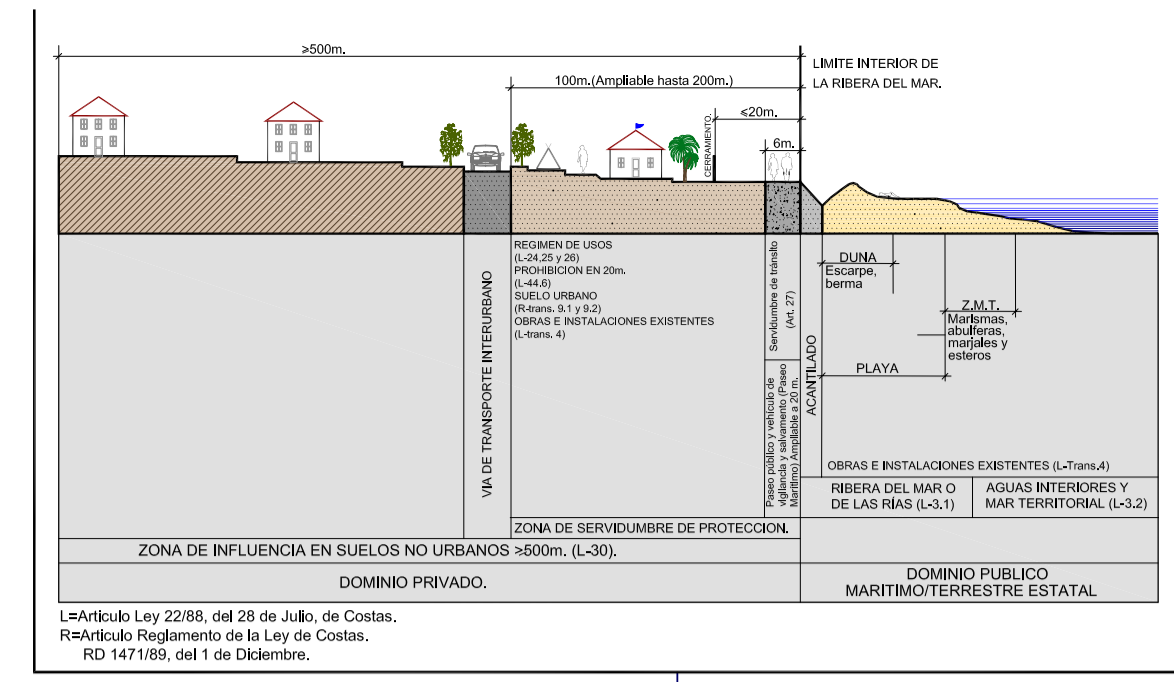 ≥500m.
LIMITE INTERIOR DE
LA RIBERA DEL MAR.
100m.(Ampliable hasta 200m.)
≤20m.
CERRAMIENTO.
6m.
REGIMEN DE USOS
(L-24,25 y 26)
PROHIBICION EN 20m.
(L-44.6)
SUELO URBANO
(R-trans. 9.1 y 9.2)
OBRAS E INSTALACIONES EXISTENTES
(L-trans. 4)
VIA DE TRANSPORTE INTERURBANO
Servidumbre de tránsito
(Art. 27)
Paseo público y vehículo de
vigilancia y salvamento (Paseo
Marítimo) Ampliable a 20 m.
ACANTILADO
DUNA
Escarpe,
berma
Z.M.T.
Marismas,
abulferas,
marjales y
esteros
PLAYA
OBRAS E INSTALACIONES EXISTENTES (L-Trans.4)
RIBERA DEL MAR O
DE LAS RÍAS (L-3.1)
AGUAS INTERIORES Y
MAR TERRITORIAL (L-3.2)
ZONA DE SERVIDUMBRE DE PROTECCION.
ZONA DE INFLUENCIA EN SUELOS NO URBANOS >500m. (L-30).
DOMINIO PRIVADO.
DOMINIO PUBLICO
MARITIMO/TERRESTRE ESTATAL
L=Articulo Ley 22/88, del 28 de Julio, de Costas.
R=Articulo Reglamento de la Ley de Costas.
RD 1471/89, del 1 de Diciembre.